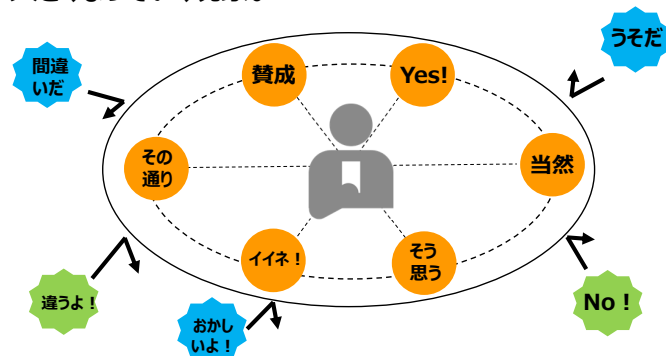 うそだ
間違
いだ
賛成
Yes!
その
通り
当然
イイネ！
そう
思う
違うよ！
おかし
いよ！
No！